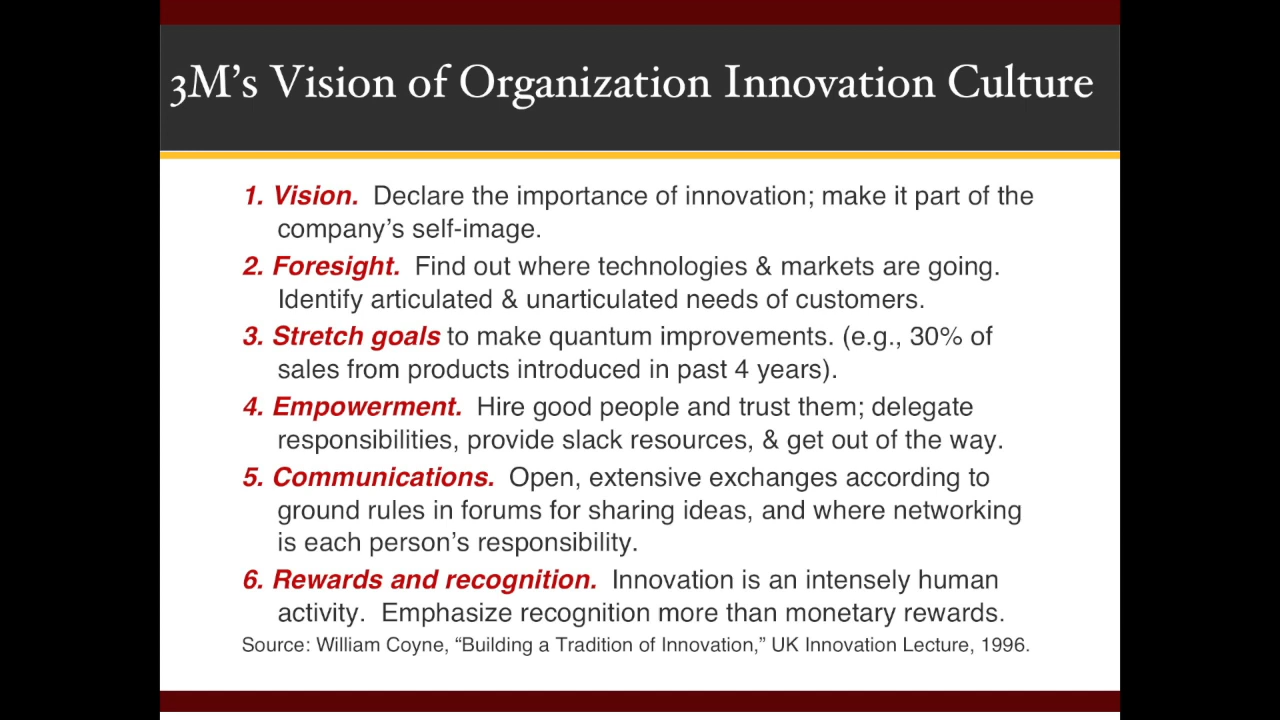 3M’s Vision of Organization Innovation Culture
1. Vision. Declare the importance of innovation; make it part of the
company’s self-image.
2. Foresight. Find out where technologies & markets are going.
Identify articulated & unarticulated needs of customers.
3. Stretch goals to make quantum improvements. (e.g., 30% of
sales from products introduced in past 4 years).
4. Empowerment. Hire good people and trust them; delegate
responsibilities, provide slack resources, & get out of the way.
5. Communications. Open, extensive exchanges according to
ground rules in forums for sharing ideas, and where networking
is each person’s responsibility.
6. Rewards and recognition. Innovation is an intensely human
activity. Emphasize recognition more than monetary rewards.
Source: William Coyne, “Building a Tradition of Innovation,” UK Innovation Lecture, 1996.